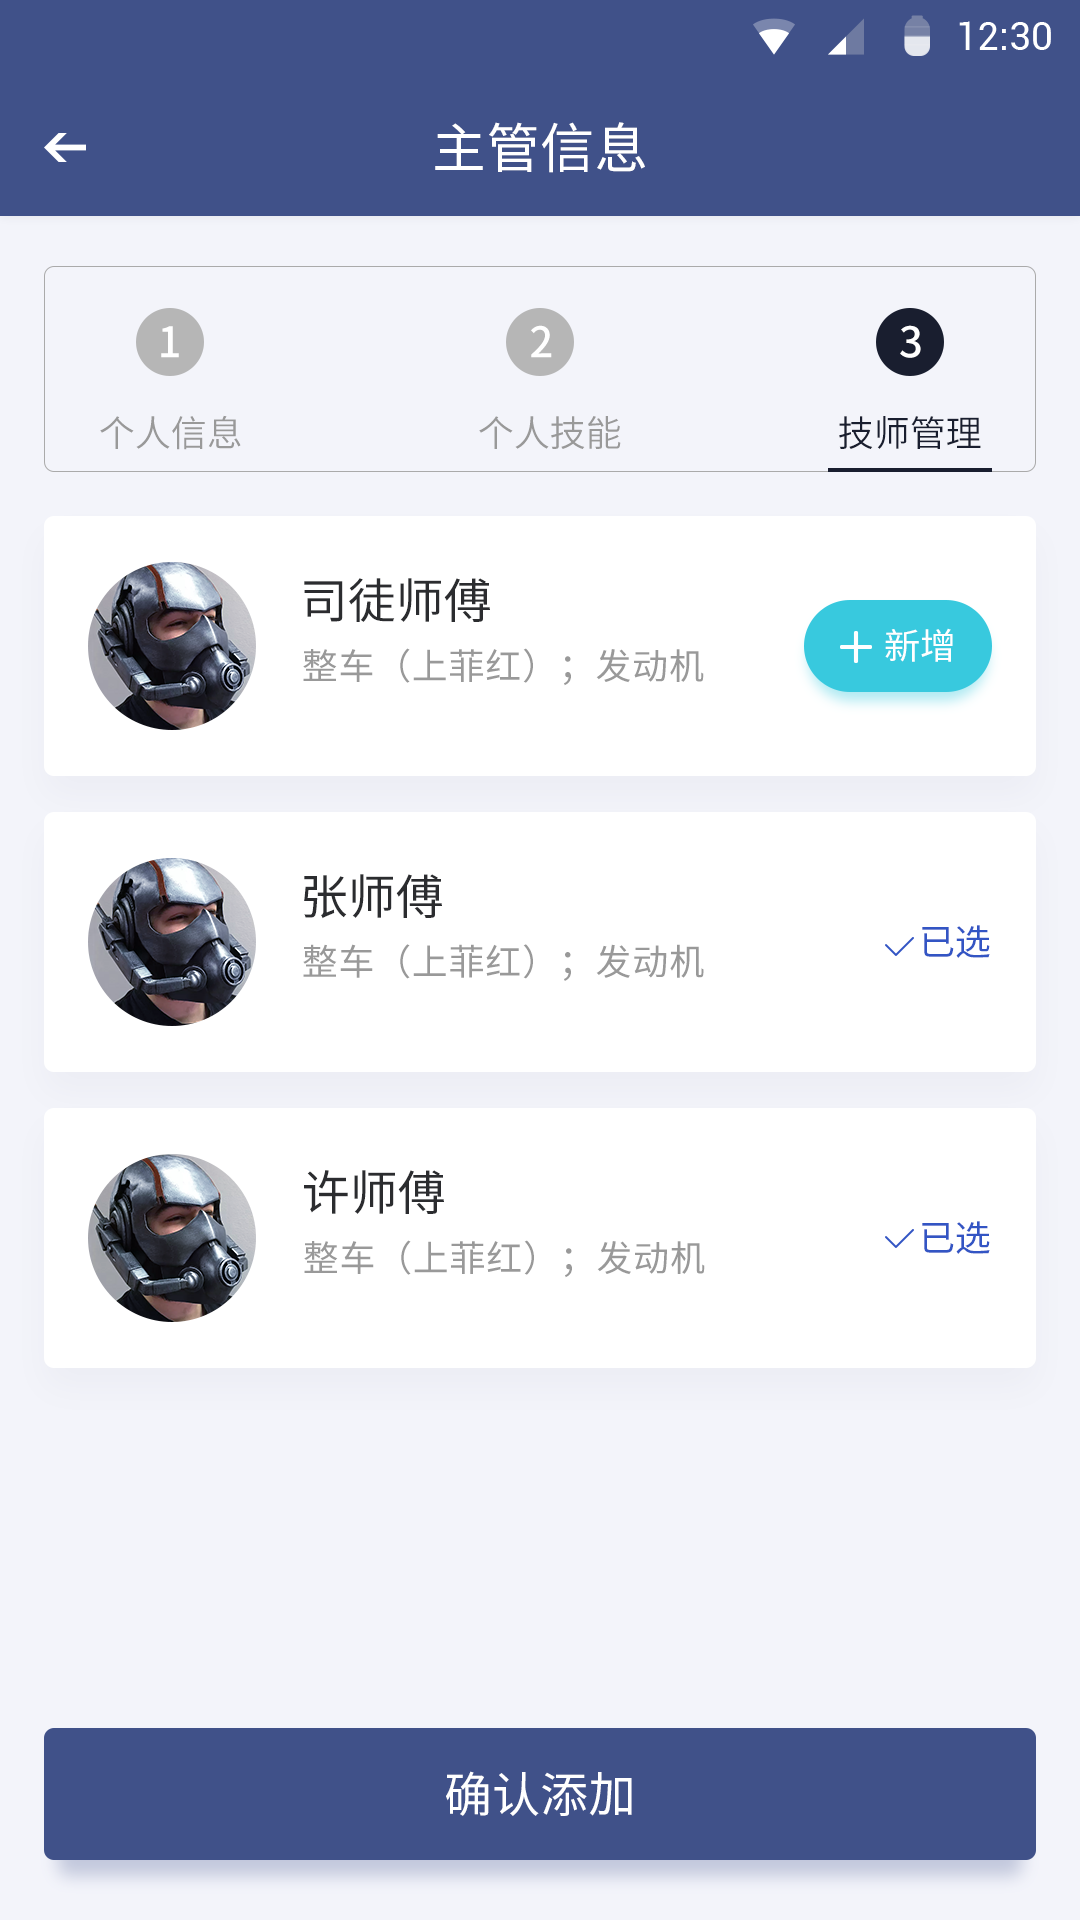 12:30
主管信息
1
2
3
个人信息
个人技能
技师管理
司徒师傅
整车（上菲红）；发动机
新增
张师傅
整车（上菲红）；发动机
已选
许师傅
整车（上菲红）；发动机
已选
确认添加